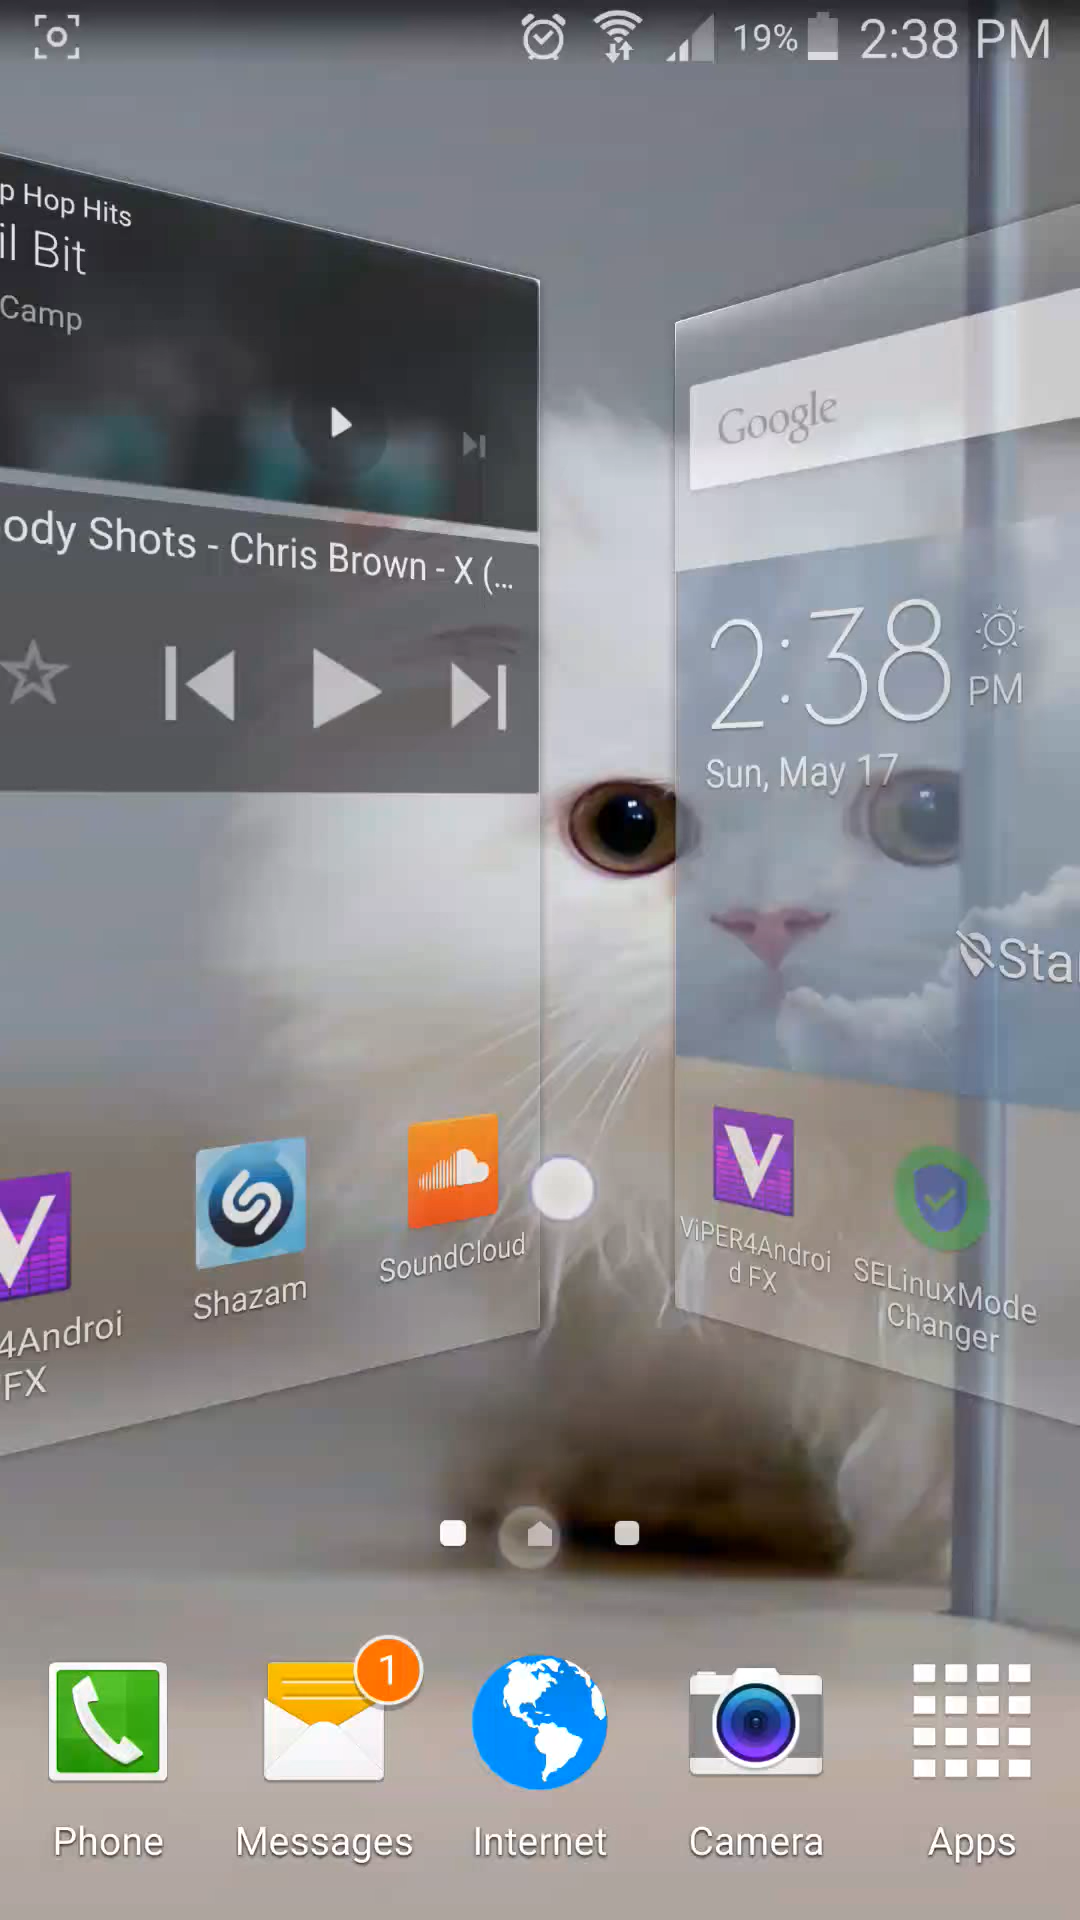 19% 2:38 PM
p Hop Hits
il Bit
Camp
ody Shots - Chris Brown - X (...
Google
2:38 PM
Sun, May 17
Sta
V
4Androi
FX
Shazam
SoundCloud
V
ViPER4Androi
d FX
SELinuxMode
Changer
1
Phone Messages Internet Camera Apps